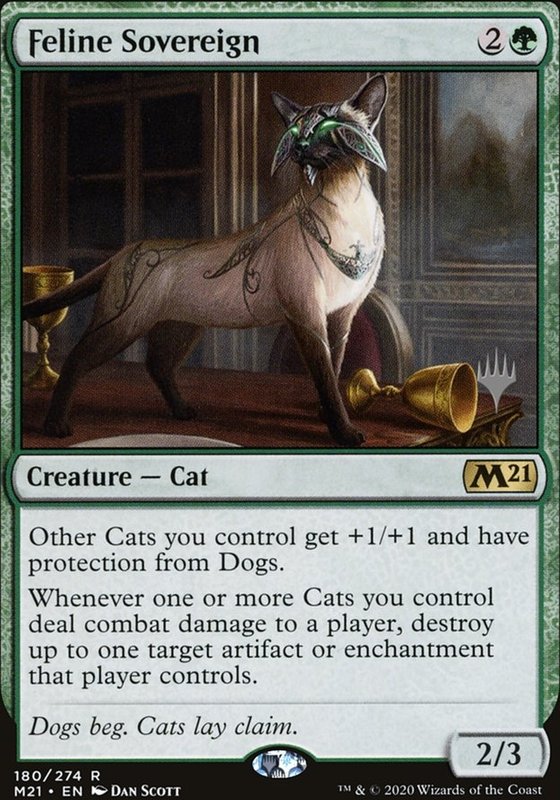 Feline Sovereign 2
Creature — Cat M21
Other Cats you control get +1/+1 and have
protection from Dogs.
Whenever one or more Cats you control
deal combat damage to a player, destroy
up to one target artifact or enchantment
that player controls.
Dogs beg. Cats lay claim.
2/3
180/274 R
M21 • EN DAN SCOTT
™ & © 2020 Wizards of the Coast